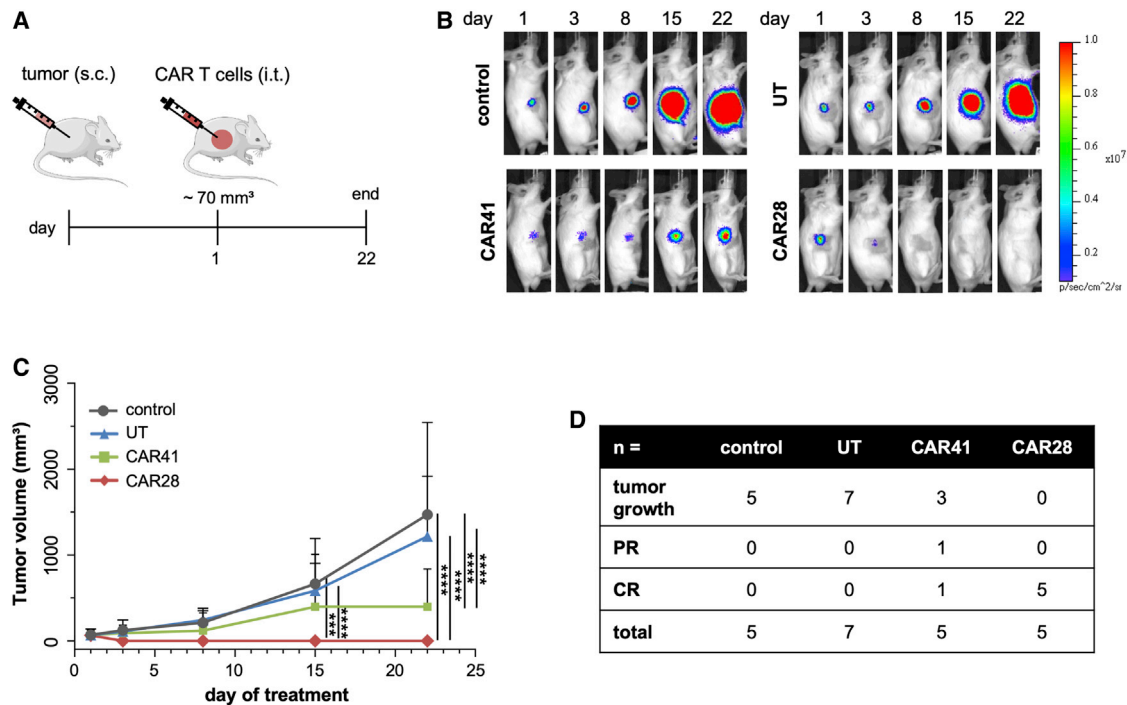 A
tumor (s.c.)
CAR T cells (i.t.)
~ 70 mm³
end
day
1
22
B
day 1 3 8 15 22
day 1 3 8 15 22
control
UT
CAR41
CAR28
1.0
0.8
x10⁷
0.6
0.4
0.2
p/sec/cm^2/sr
C
Tumor volume (mm³)
3000
2000
1000
0
control
UT
CAR41
CAR28
***
****
****
****
****
****
0 5 10 15 20 25
day of treatment
D
n = control UT CAR41 CAR28
tumor
growth 5 7 3 0
PR 0 0 1 0
CR 0 0 1 5
total 5 7 5 5